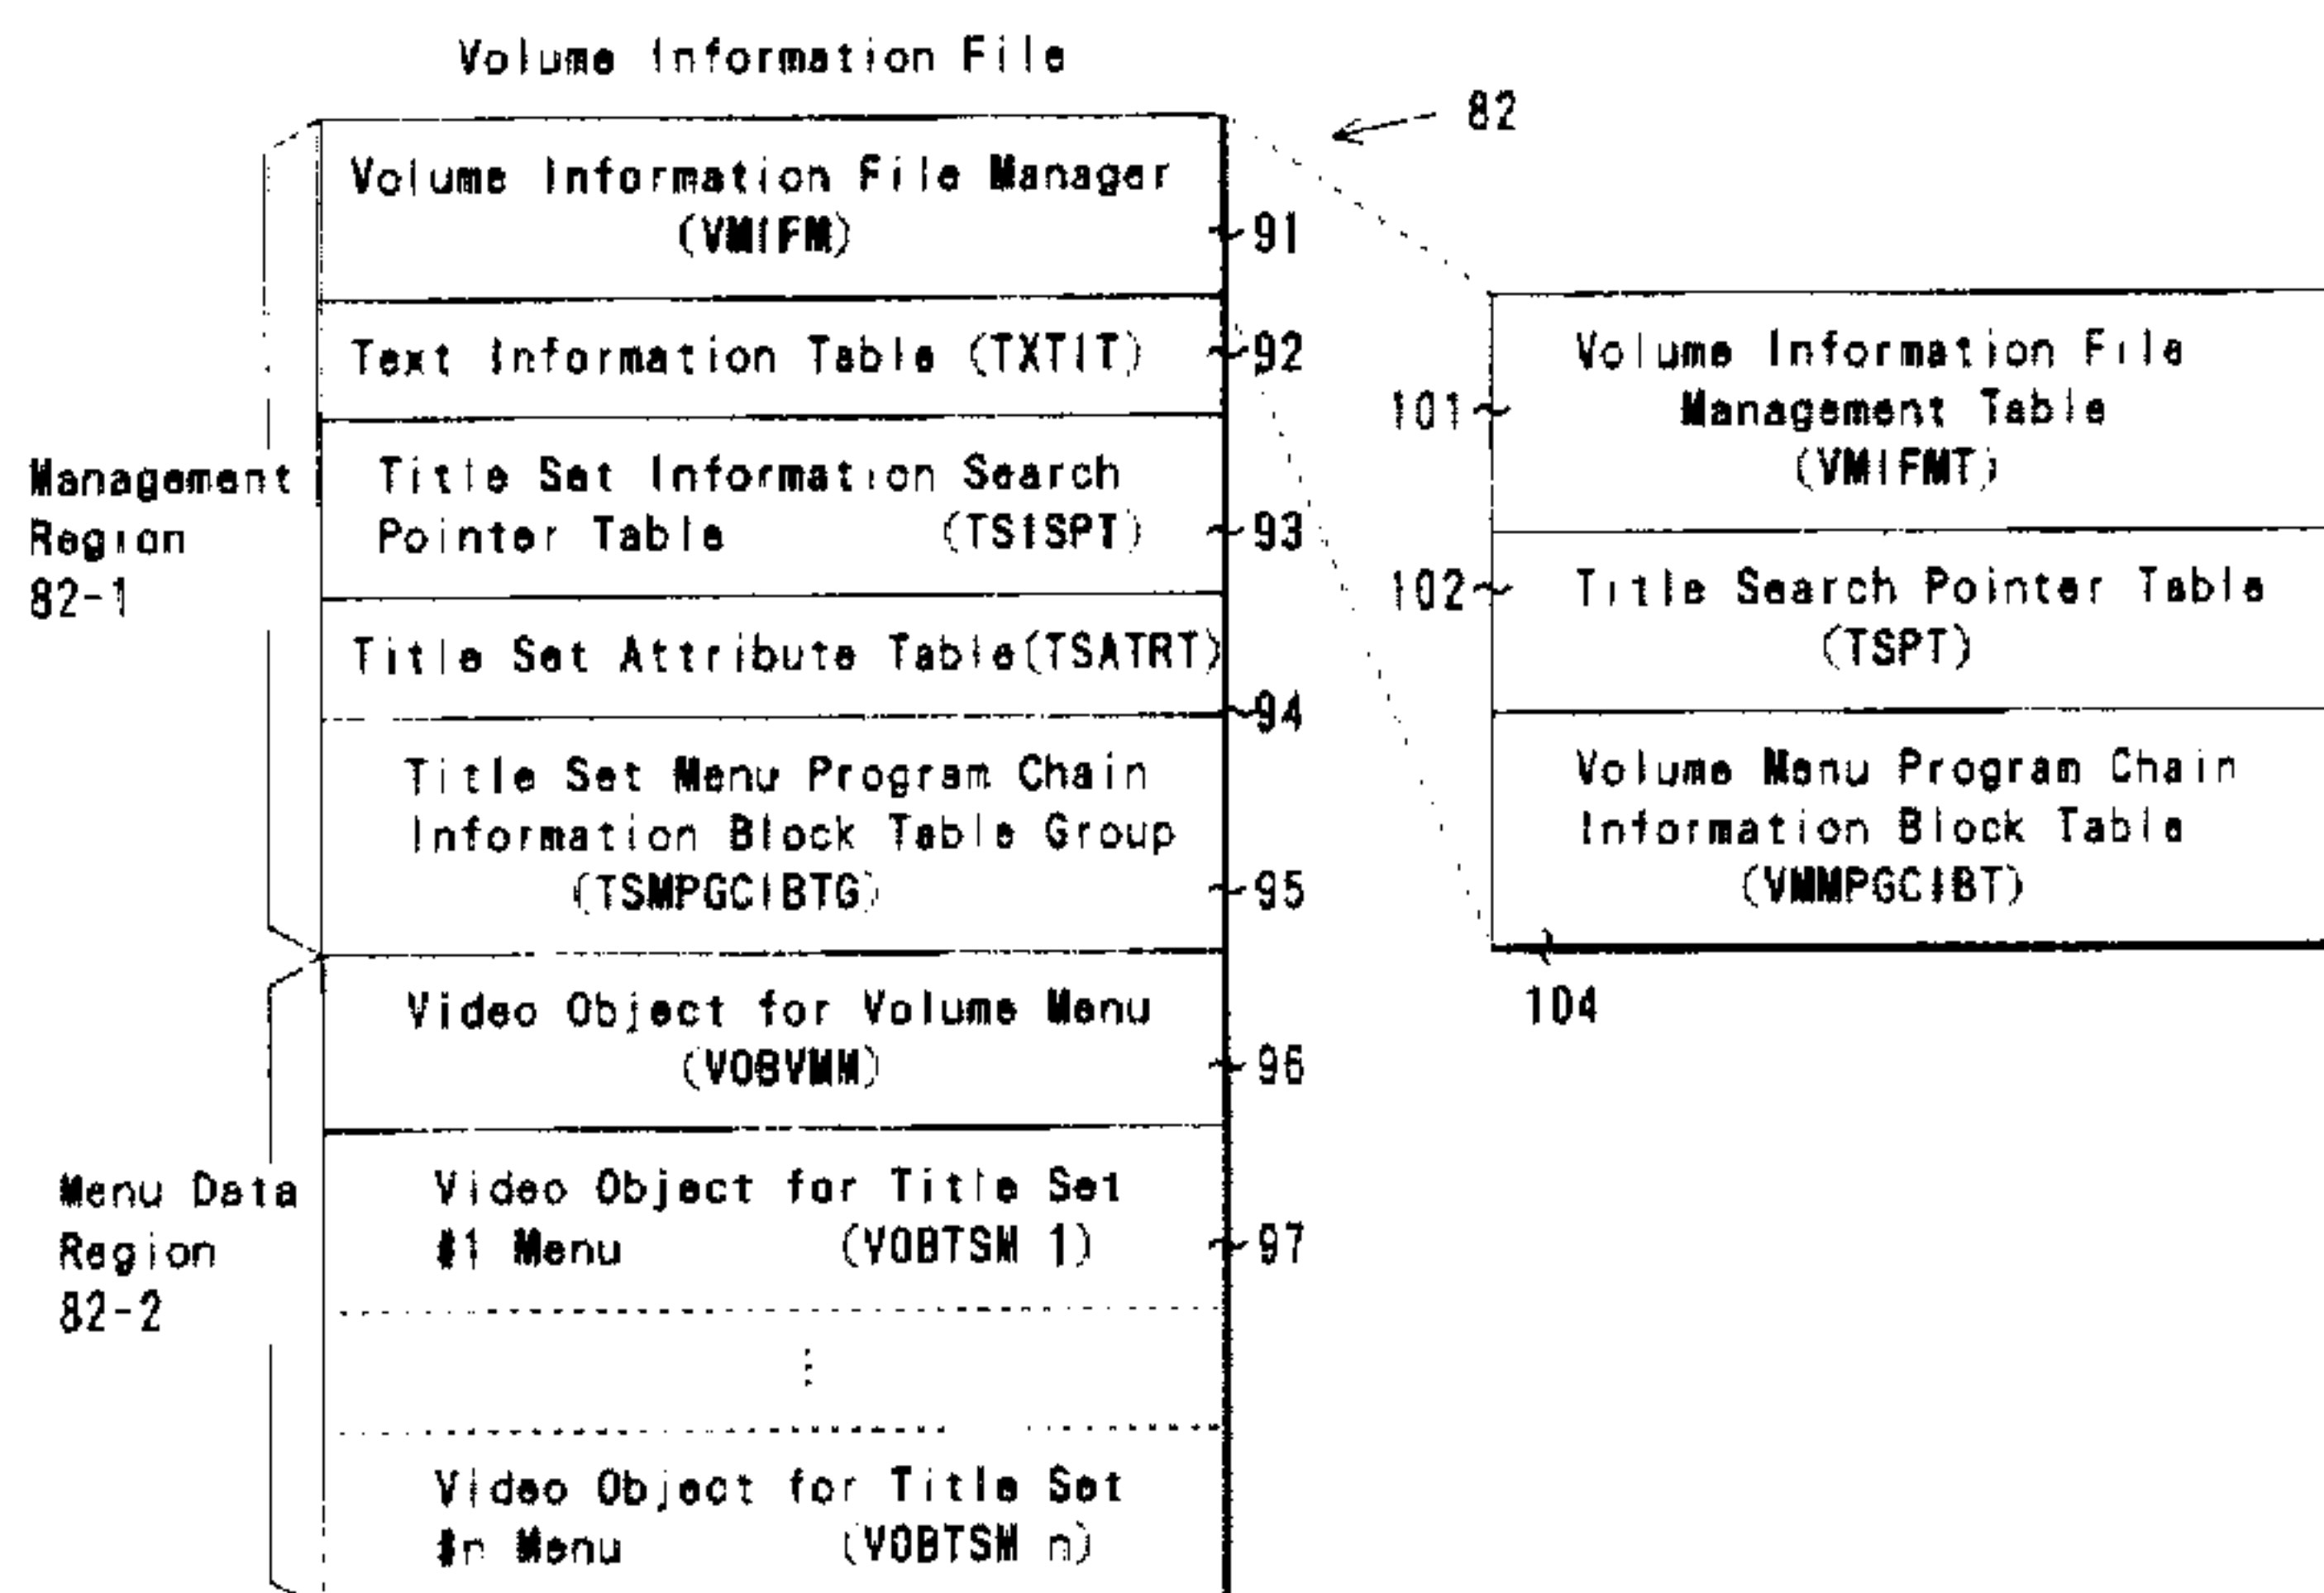 Volume Information File
82
Volume Information File Manager
(VMIFM)
91
Text Information Table (TXTIT)
92
Title Set Information Search
Pointer Table (TSISPT)
93
Title Set Attribute Table(TSATRT)
94
Title Set Menu Program Chain
Information Block Table Group
(TSMPGCIBTG)
95
Management
Region
82-1
Video Object for Volume Menu
(VOBVMM)
96
Video Object for Title Set
#1 Menu (VOBTSM 1)
97
Video Object for Title Set
#n Menu (VOBTSM n)
Menu Data
Region
82-2
Volume Information File
Management Table
(VMIFMT)
101
Title Search Pointer Table
(TSPT)
102
Volume Menu Program Chain
Information Block Table
(VMMPGCIBT)
104